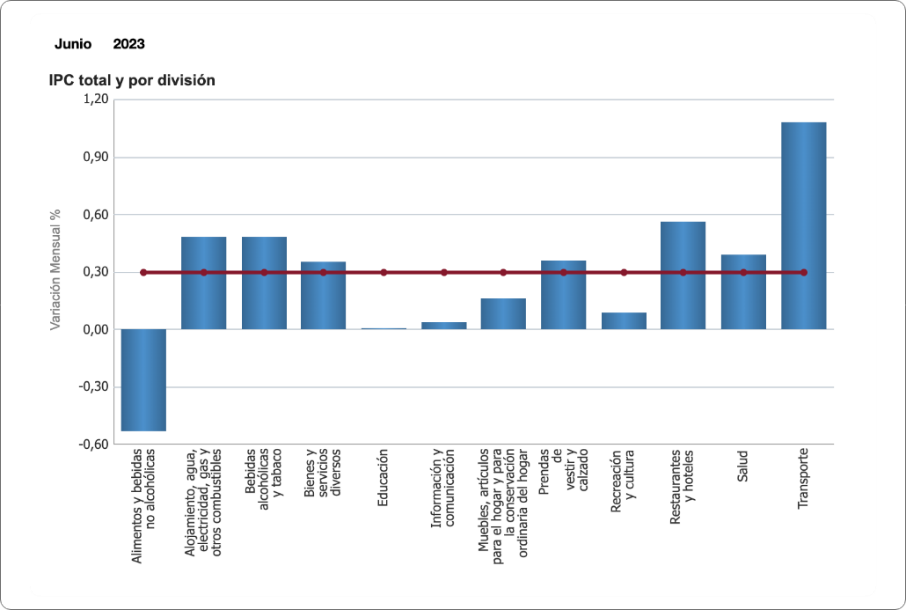 Junio 2023
IPC total y por división
Variación Mensual %
1,20
0,90
0,60
0,30
0,00
-0,30
-0,60
Alimentos y bebidas
no alcohólicas
Alojamiento, agua,
electricidad, gas y
otros combustibles
Bebidas
alcohólicas
y tabaco
Bienes y
servicios
diversos
Educación
Información y
comunicación
Muebles, artículos
para el hogar y para
la conservación
ordinaria del hogar
Prendas
de
vestir y
calzado
Recreación
y cultura
Restaurantes
y hoteles
Salud
Transporte